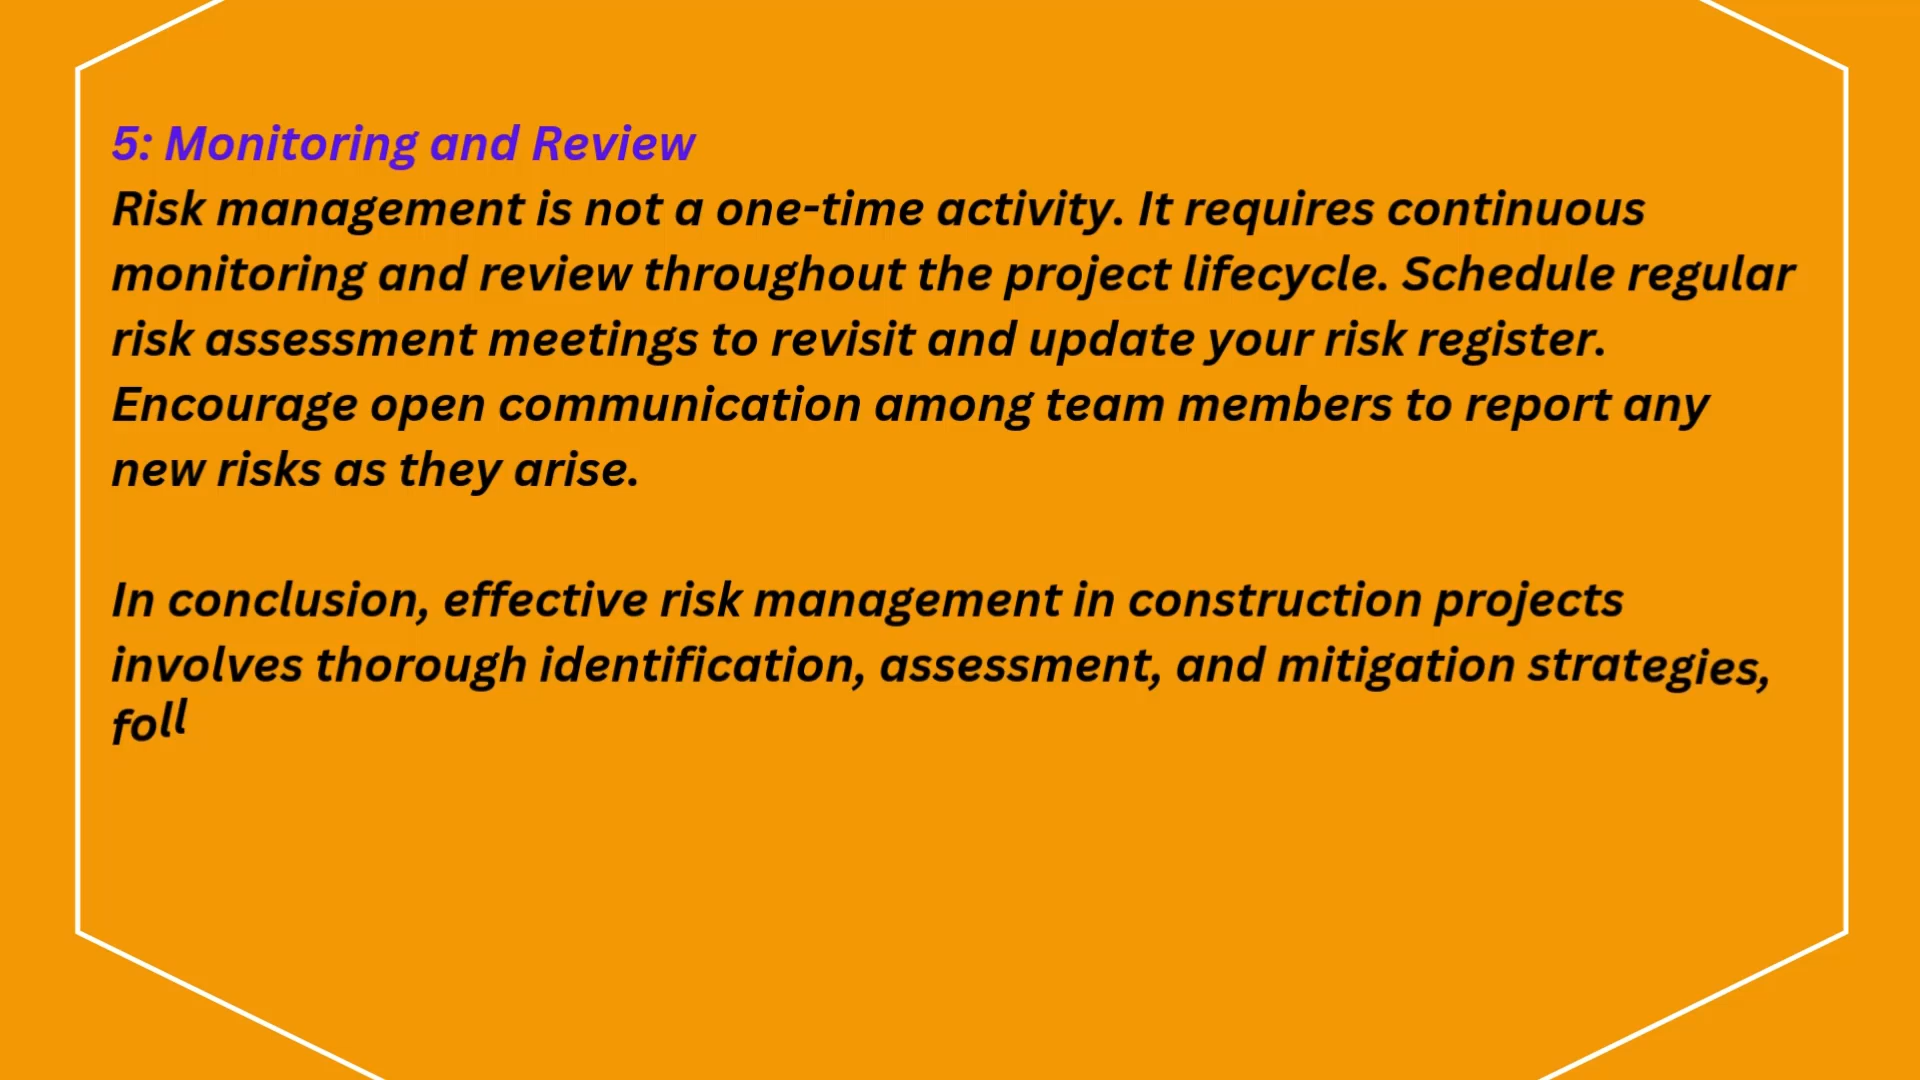 5: Monitoring and Review
Risk management is not a one-time activity. It requires continuous
monitoring and review throughout the project lifecycle. Schedule regular
risk assessment meetings to revisit and update your risk register.
Encourage open communication among team members to report any
new risks as they arise.
In conclusion, effective risk management in construction projects
involves thorough identification, assessment, and mitigation strategies,
foll